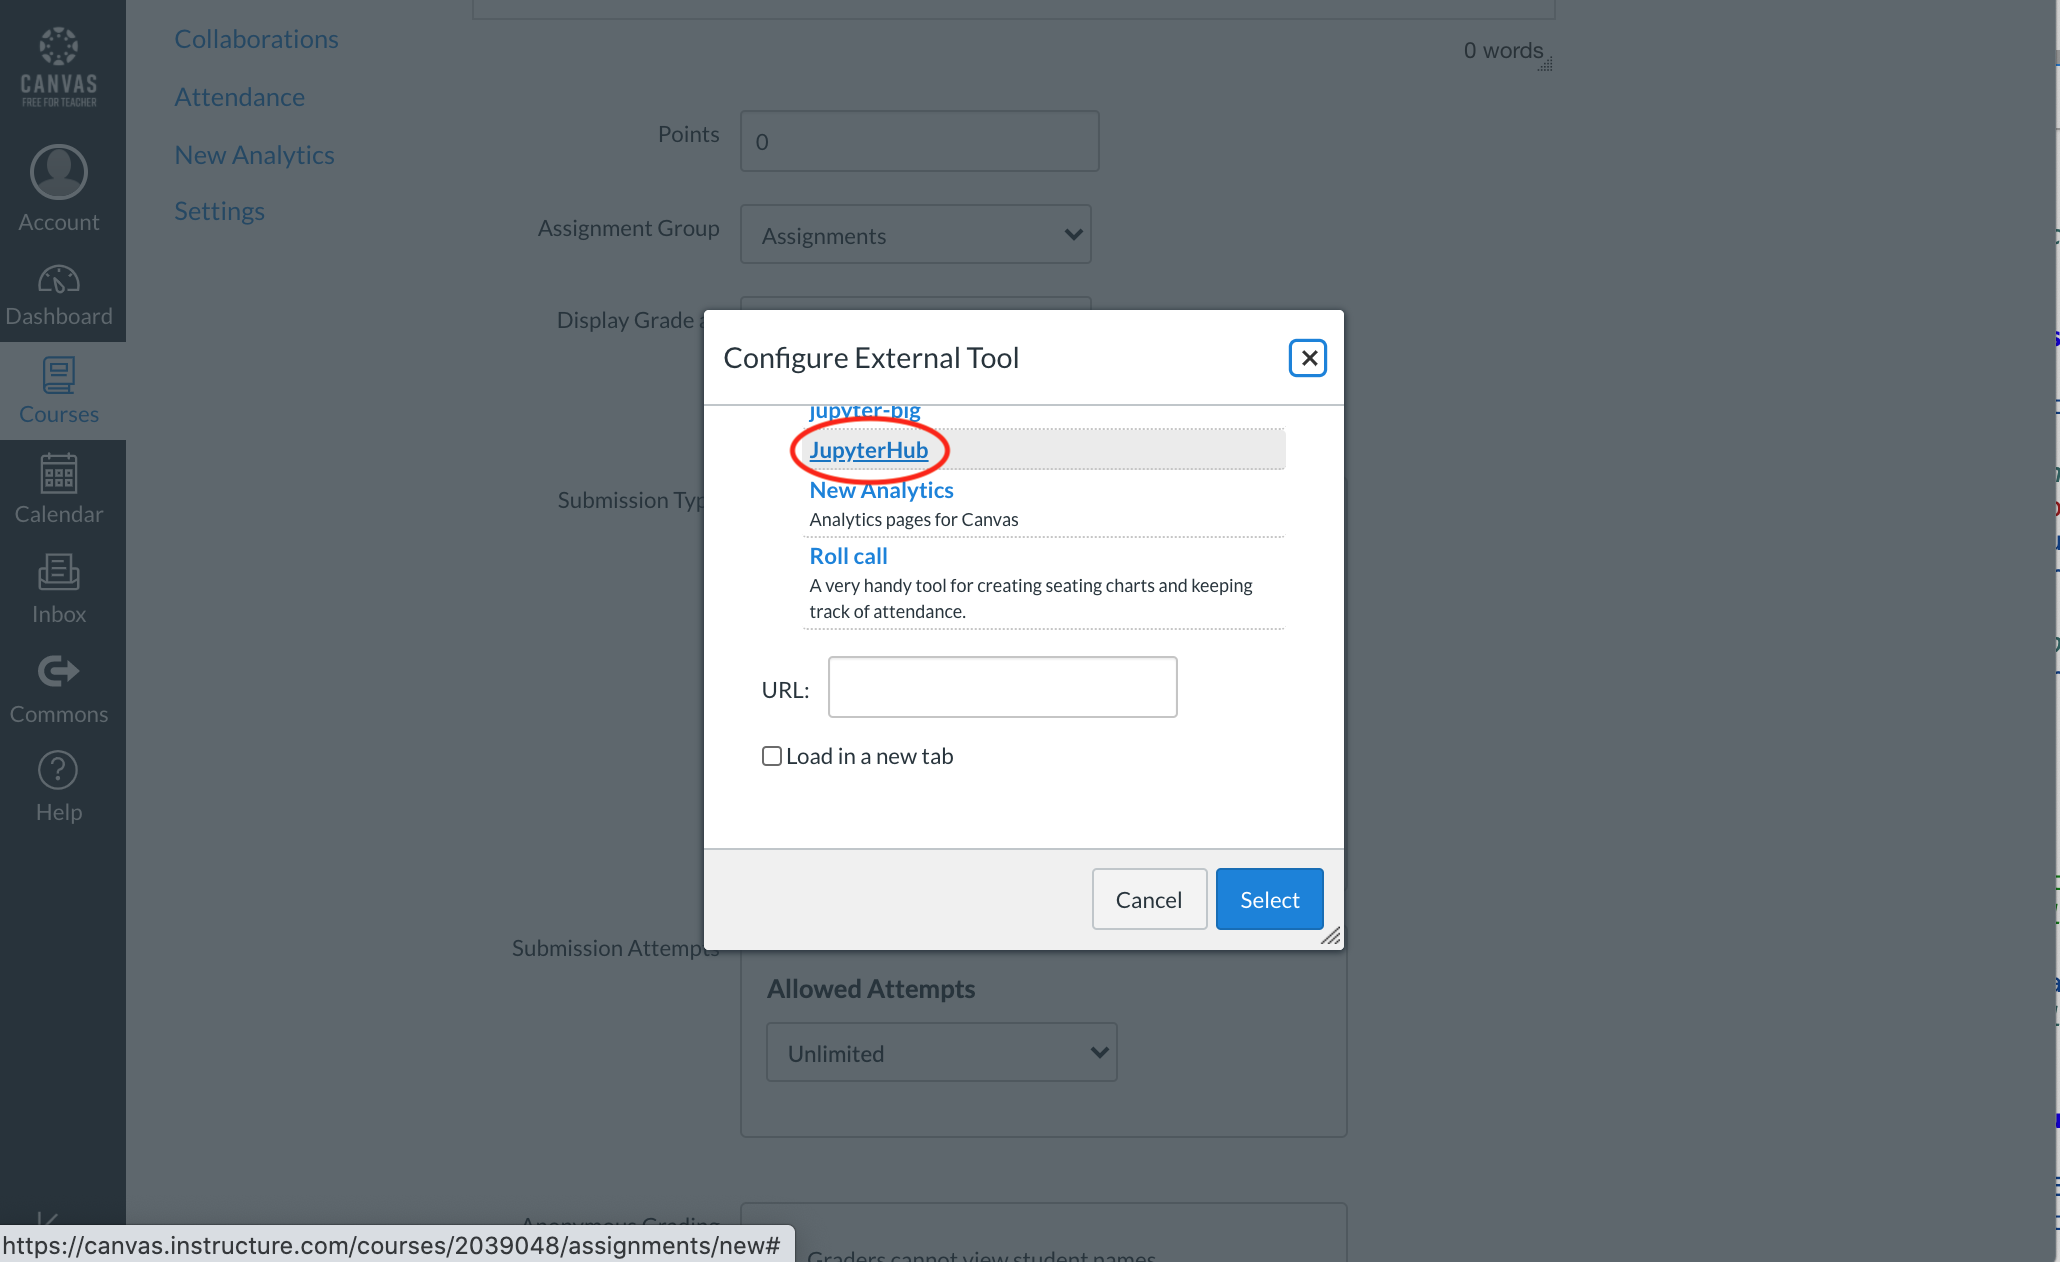 CANVAS
FREE FOR TEACHER
Account
Dashboard
Courses
Calendar
Inbox
Commons
Help
Collaborations
Attendance
New Analytics
Settings
0 words
Points
0
Assignment Group
Assignments
Display Grade
Configure External Tool
jupyter-big
JupyterHub
New Analytics
Analytics pages for Canvas
Roll call
A very handy tool for creating seating charts and keeping
track of attendance.
URL:
Load in a new tab
Cancel
Select
Submission Typ
Submission Attempts
Allowed Attempts
Unlimited
Anonymous Grading
Graders cannot view student names
https://canvas.instructure.com/courses/2039048/assignments/new#